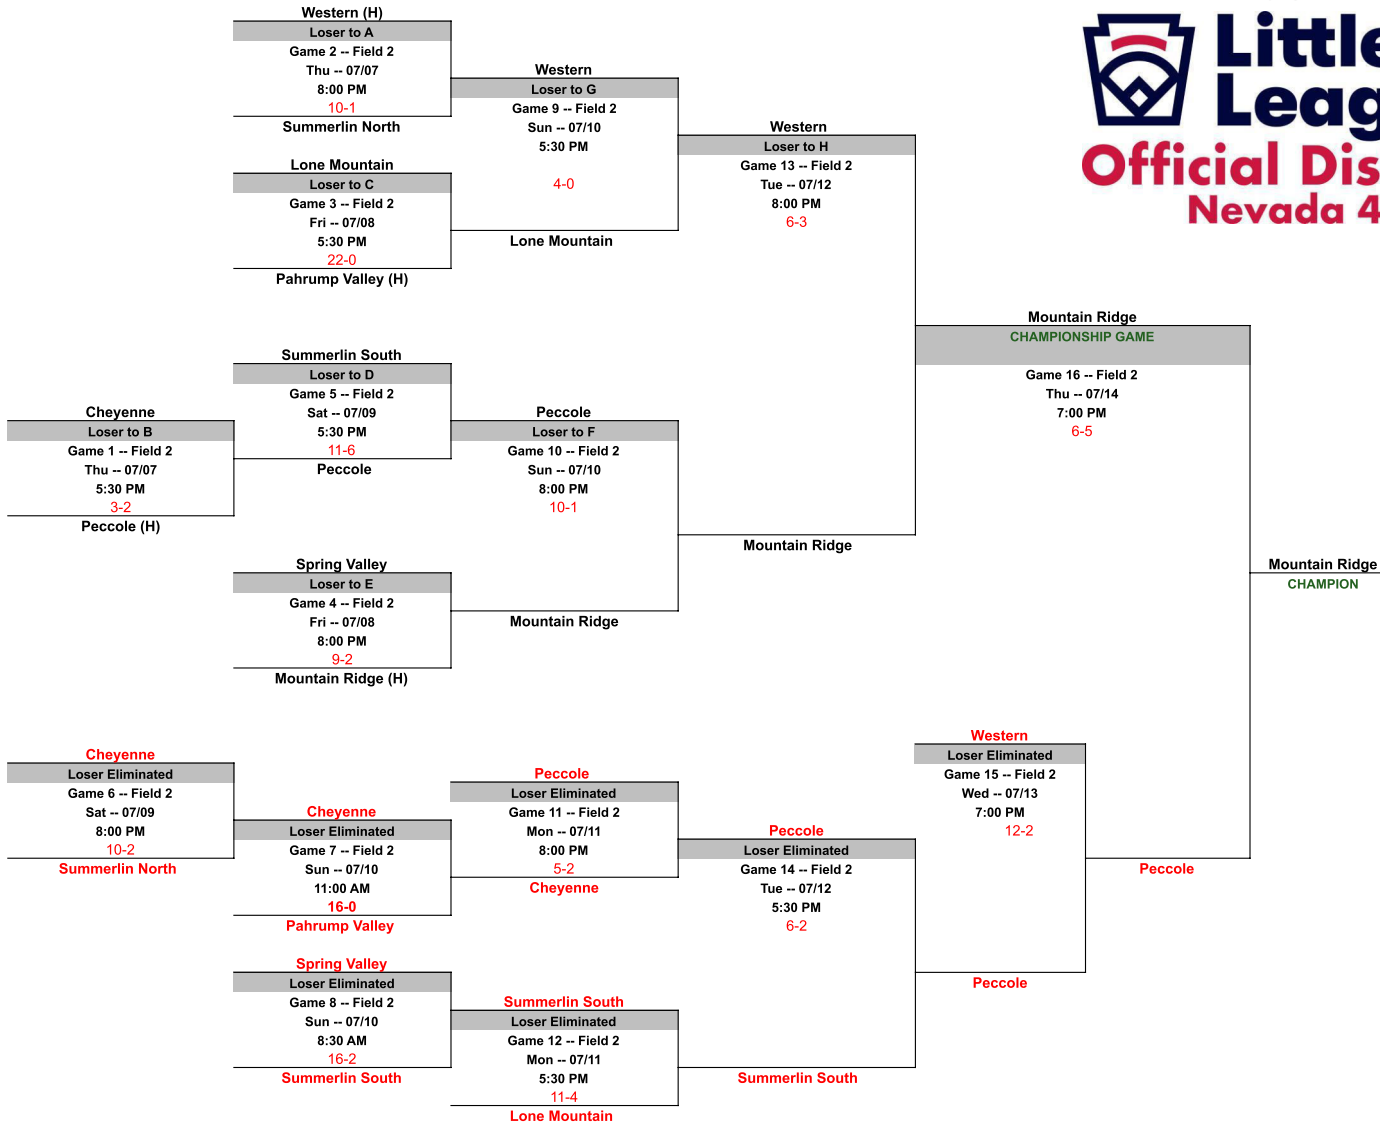 Western (H)
Loser to A
Game 2 -- Field 2
Thu -- 07/07
8:00 PM
10-1
Summerlin North
Lone Mountain
Loser to C
Game 3 -- Field 2
Fri -- 07/08
5:30 PM
22-0
Pahrump Valley (H)
Western
Loser to G
Game 9 -- Field 2
Sun -- 07/10
5:30 PM
4-0
Lone Mountain
Western
Loser to H
Game 13 -- Field 2
Tue -- 07/12
8:00 PM
6-3
Little
Leag
Official Dis
Nevada 4
Summerlin South
Loser to D
Game 5 -- Field 2
Sat -- 07/09
5:30 PM
11-6
Peccole
Cheyenne
Loser to B
Game 1 -- Field 2
Thu -- 07/07
5:30 PM
3-2
Peccole (H)
Peccole
Loser to F
Game 10 -- Field 2
Sun -- 07/10
8:00 PM
10-1
Spring Valley
Loser to E
Game 4 -- Field 2
Fri -- 07/08
8:00 PM
9-2
Mountain Ridge (H)
Mountain Ridge
Mountain Ridge
Mountain Ridge
CHAMPIONSHIP GAME
Game 16 -- Field 2
Thu -- 07/14
7:00 PM
6-5
Mountain Ridge
CHAMPION
Cheyenne
Loser Eliminated
Game 6 -- Field 2
Sat -- 07/09
8:00 PM
10-2
Summerlin North
Cheyenne
Loser Eliminated
Game 7 -- Field 2
Sun -- 07/10
11:00 AM
16-0
Pahrump Valley
Spring Valley
Loser Eliminated
Game 8 -- Field 2
Sun -- 07/10
8:30 AM
16-2
Summerlin South
Peccole
Loser Eliminated
Game 11 -- Field 2
Mon -- 07/11
8:00 PM
5-2
Cheyenne
Summerlin South
Loser Eliminated
Game 12 -- Field 2
Mon -- 07/11
5:30 PM
11-4
Lone Mountain
Peccole
Loser Eliminated
Game 14 -- Field 2
Tue -- 07/12
5:30 PM
6-2
Summerlin South
Western
Loser Eliminated
Game 15 -- Field 2
Wed -- 07/13
7:00 PM
12-2
Peccole
Peccole